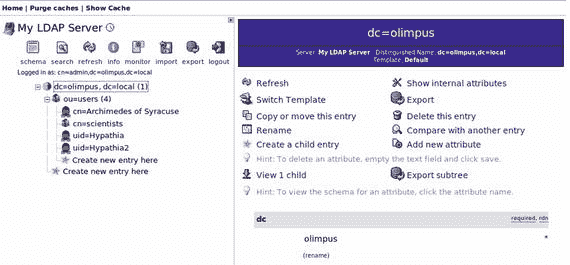 Home | Purge caches | Show Cache
My LDAP Server
schema search refresh info monitor import export logout
Logged in as: cn=admin,dc=olimpus,dc=local
dc=olimpus, dc=local (1)
ou=users (4)
cn=Archimedes of Syracuse
cn=scientists
uid=Hypathia
uid=Hypathia2
Create new entry here
Create new entry here
dc=olimpus
Server: My LDAP Server Distinguished Name: dc=olimpus,dc=local
Template: Default
Refresh Show internal attributes
Switch Template Export
Copy or move this entry Delete this entry
Rename Compare with another entry
Create a child entry Add new attribute
Hint: To delete an attribute, empty the text field and click save.
View 1 child Export subtree
Hint: To view the schema for an attribute, click the attribute name.
dc required, rdn
olimpus *
(rename)